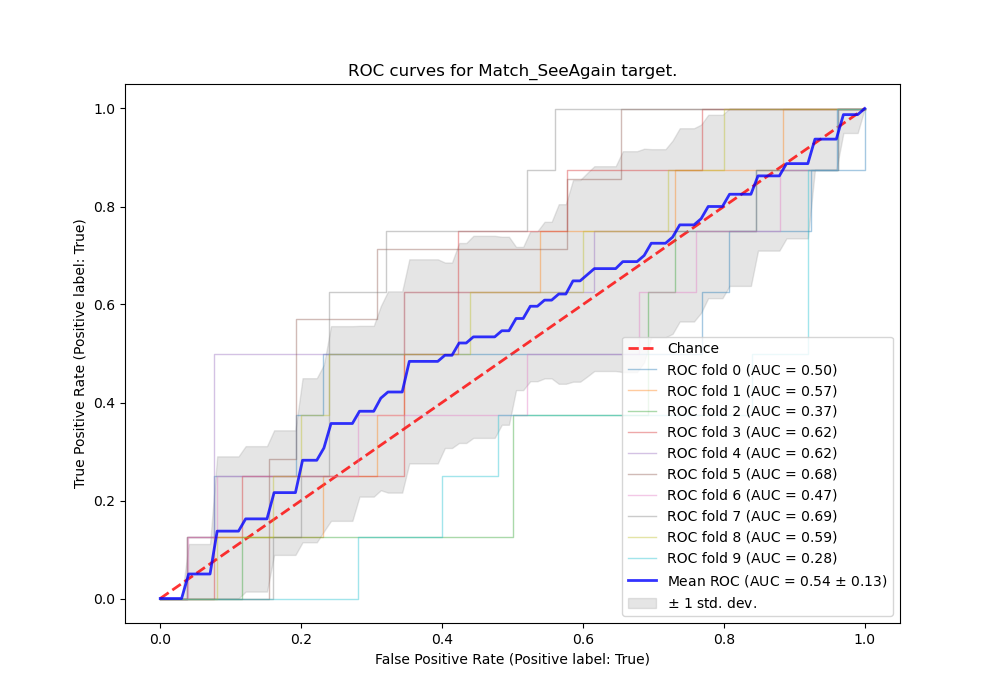 ROC curves for Match_SeeAgain target.
True Positive Rate (Positive label: True)
1.0
0.8
0.6
0.4
0.2
0.0
0.0 0.2 0.4 0.6 0.8 1.0
False Positive Rate (Positive label: True)
Chance
ROC fold 0 (AUC = 0.50)
ROC fold 1 (AUC = 0.57)
ROC fold 2 (AUC = 0.37)
ROC fold 3 (AUC = 0.62)
ROC fold 4 (AUC = 0.62)
ROC fold 5 (AUC = 0.68)
ROC fold 6 (AUC = 0.47)
ROC fold 7 (AUC = 0.69)
ROC fold 8 (AUC = 0.59)
ROC fold 9 (AUC = 0.28)
Mean ROC (AUC = 0.54 ± 0.13)
± 1 std. dev.